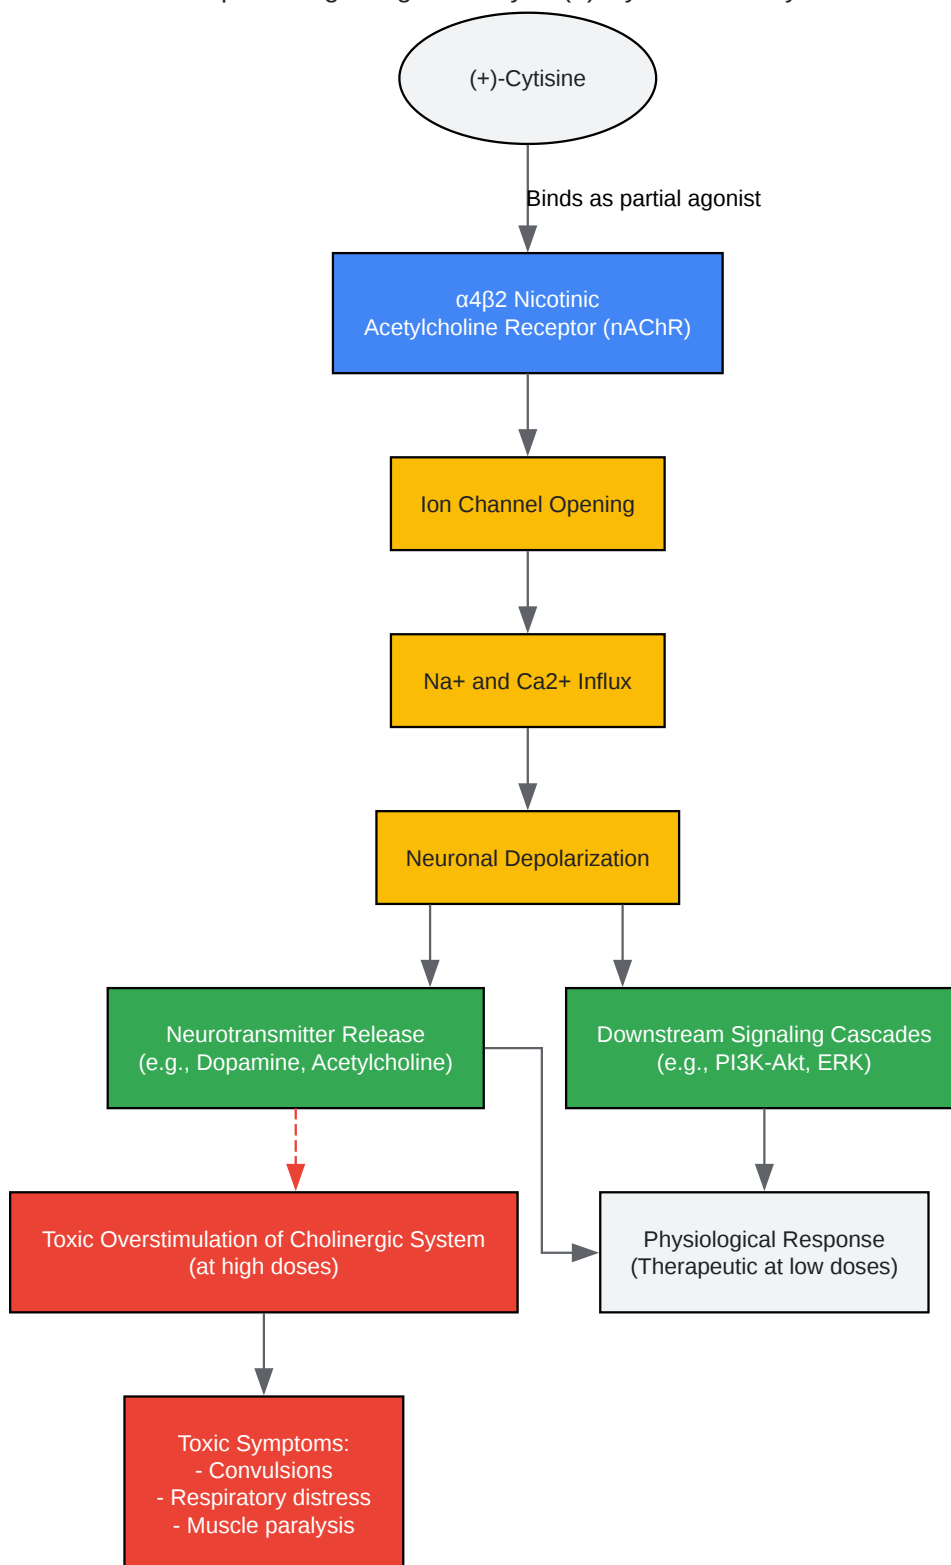 (+)-Cytisine
Binds as partial agonist
α4β2 Nicotinic
Acetylcholine Receptor (nAChR)
Ion Channel Opening
Na+ and Ca2+ Influx
Neuronal Depolarization
Neurotransmitter Release
(e.g., Dopamine, Acetylcholine)
Downstream Signaling Cascades
(e.g., PI3K-Akt, ERK)
Toxic Overstimulation of Cholinergic System
(at high doses)
Physiological Response
(Therapeutic at low doses)
Toxic Symptoms:
- Convulsions
- Respiratory distress
- Muscle paralysis